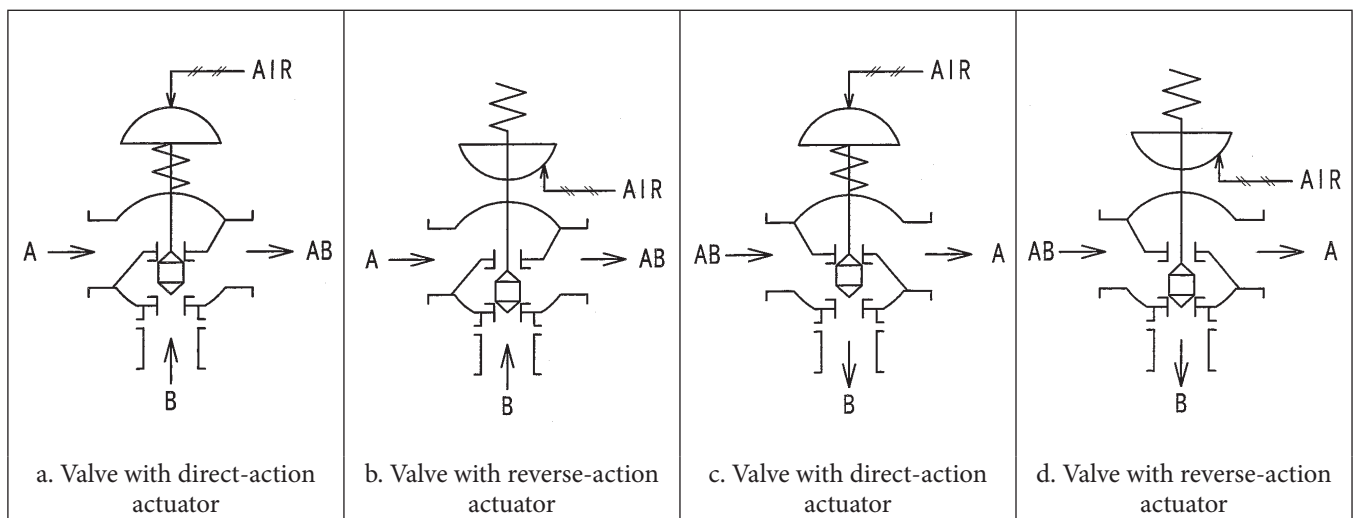 AIR
A
AB
B
a. Valve with direct-action
actuator
A
AB
AIR
B
b. Valve with reverse-action
actuator
AIR
AB
A
B
c. Valve with direct-action
actuator
AIR
AB
A
B
d. Valve with reverse-action
actuator